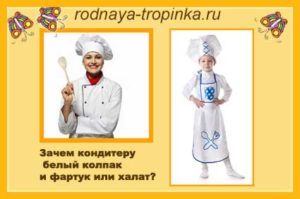 rodnaya-tropinka.ru
Зачем кондитеру
белый колпак
и фартук или халат?